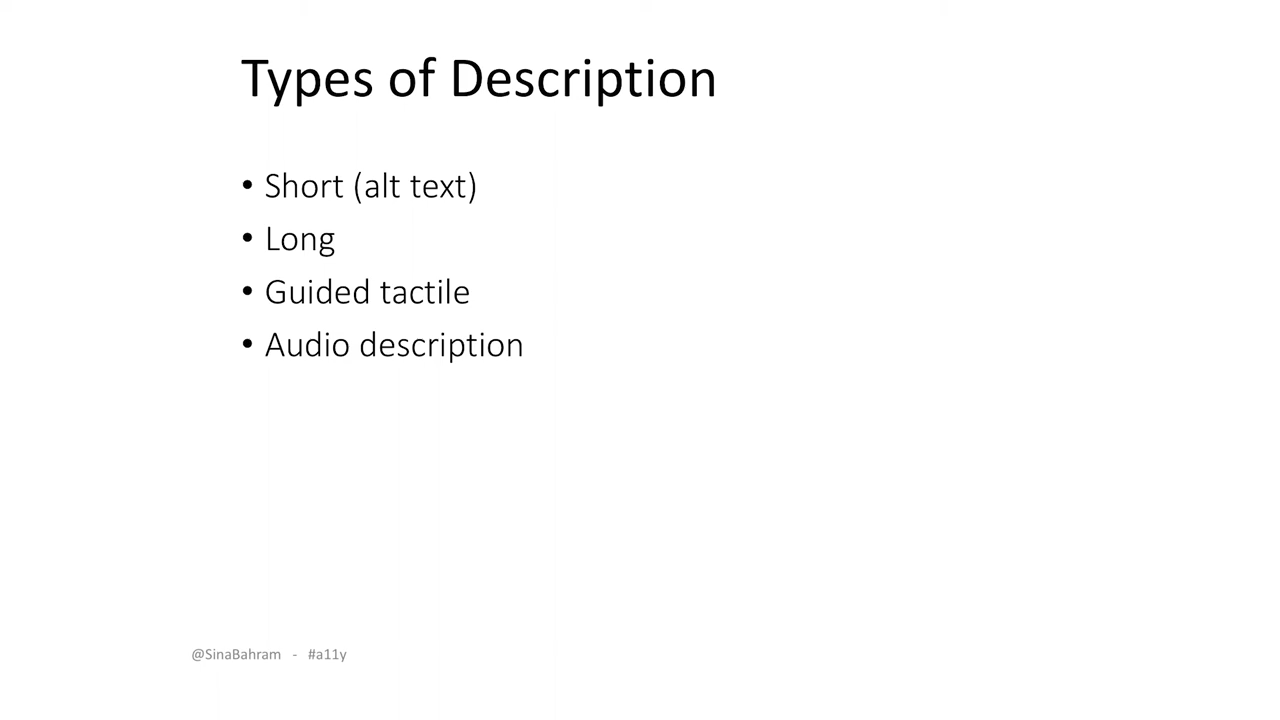 Types of Description
• Short (alt text)
• Long
• Guided tactile
• Audio description
@SinaBahram - #a11y